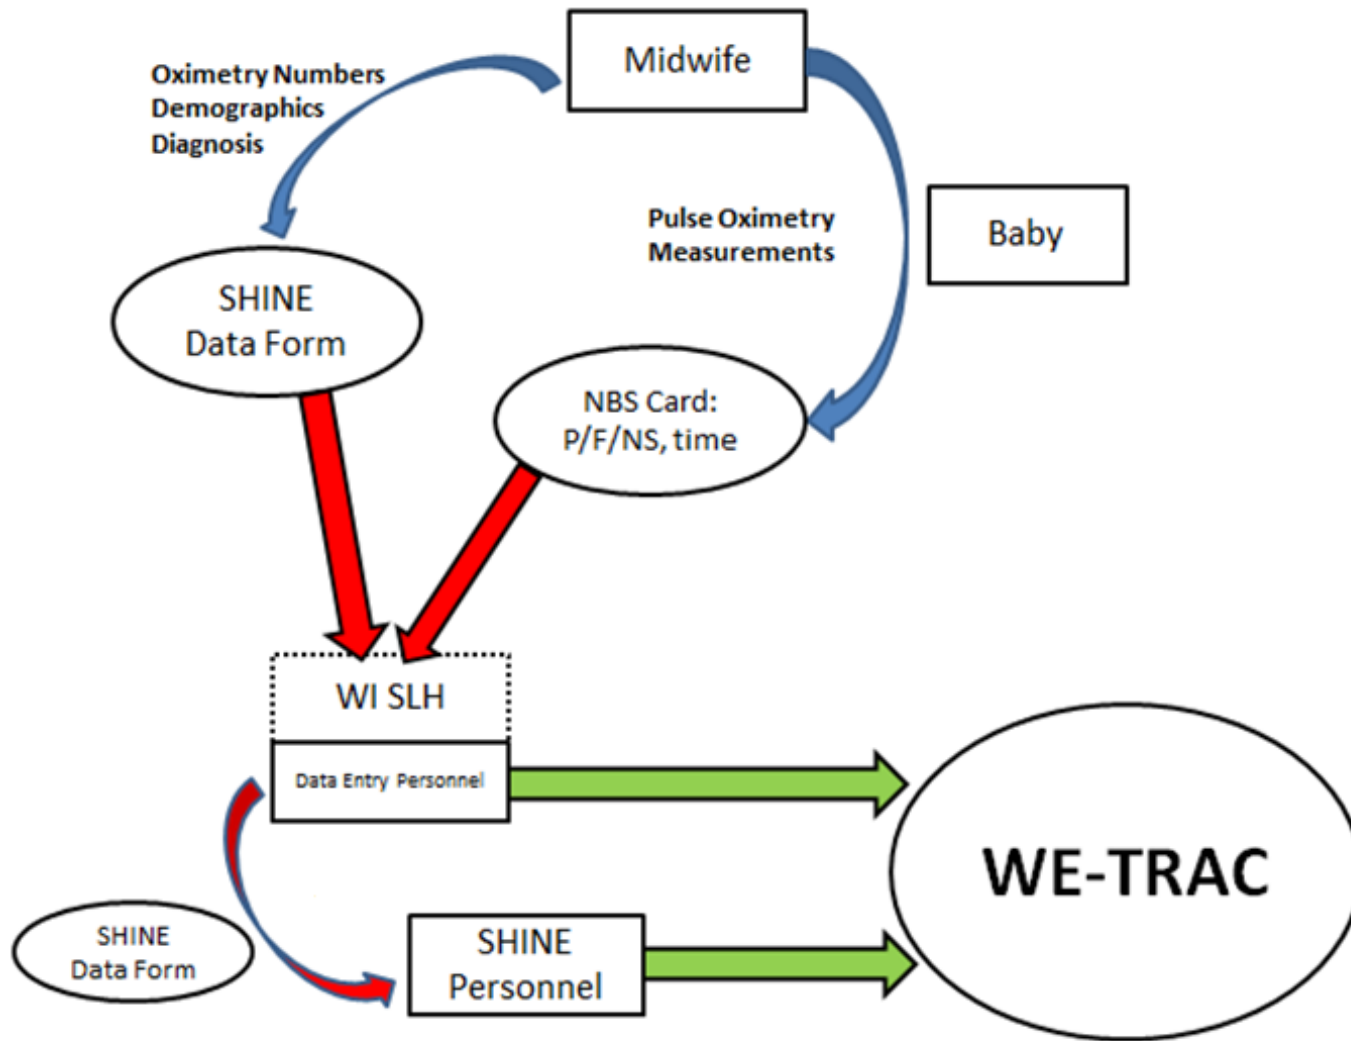 Midwife
Oximetry Numbers
Demographics
Diagnosis
Pulse Oximetry
Measurements
Baby
SHINE
Data Form
NBS Card:
P/F/NS, time
WI SLH
Data Entry Personnel
WE-TRAC
SHINE
Data Form
SHINE
Personnel